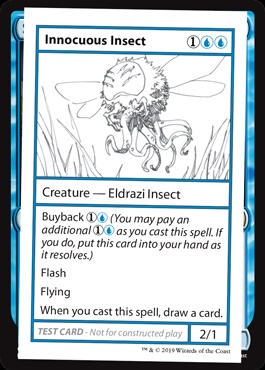 Innocuous Insect 1
Creature — Eldrazi Insect
Buyback 1 (You may pay an
additional 1 as you cast this spell. If
you do, put this card into your hand as
it resolves.)
Flash
Flying
When you cast this spell, draw a card.
TEST CARD - Not for constructed play 2/1
™ & © 2019 Wizards of the Coast